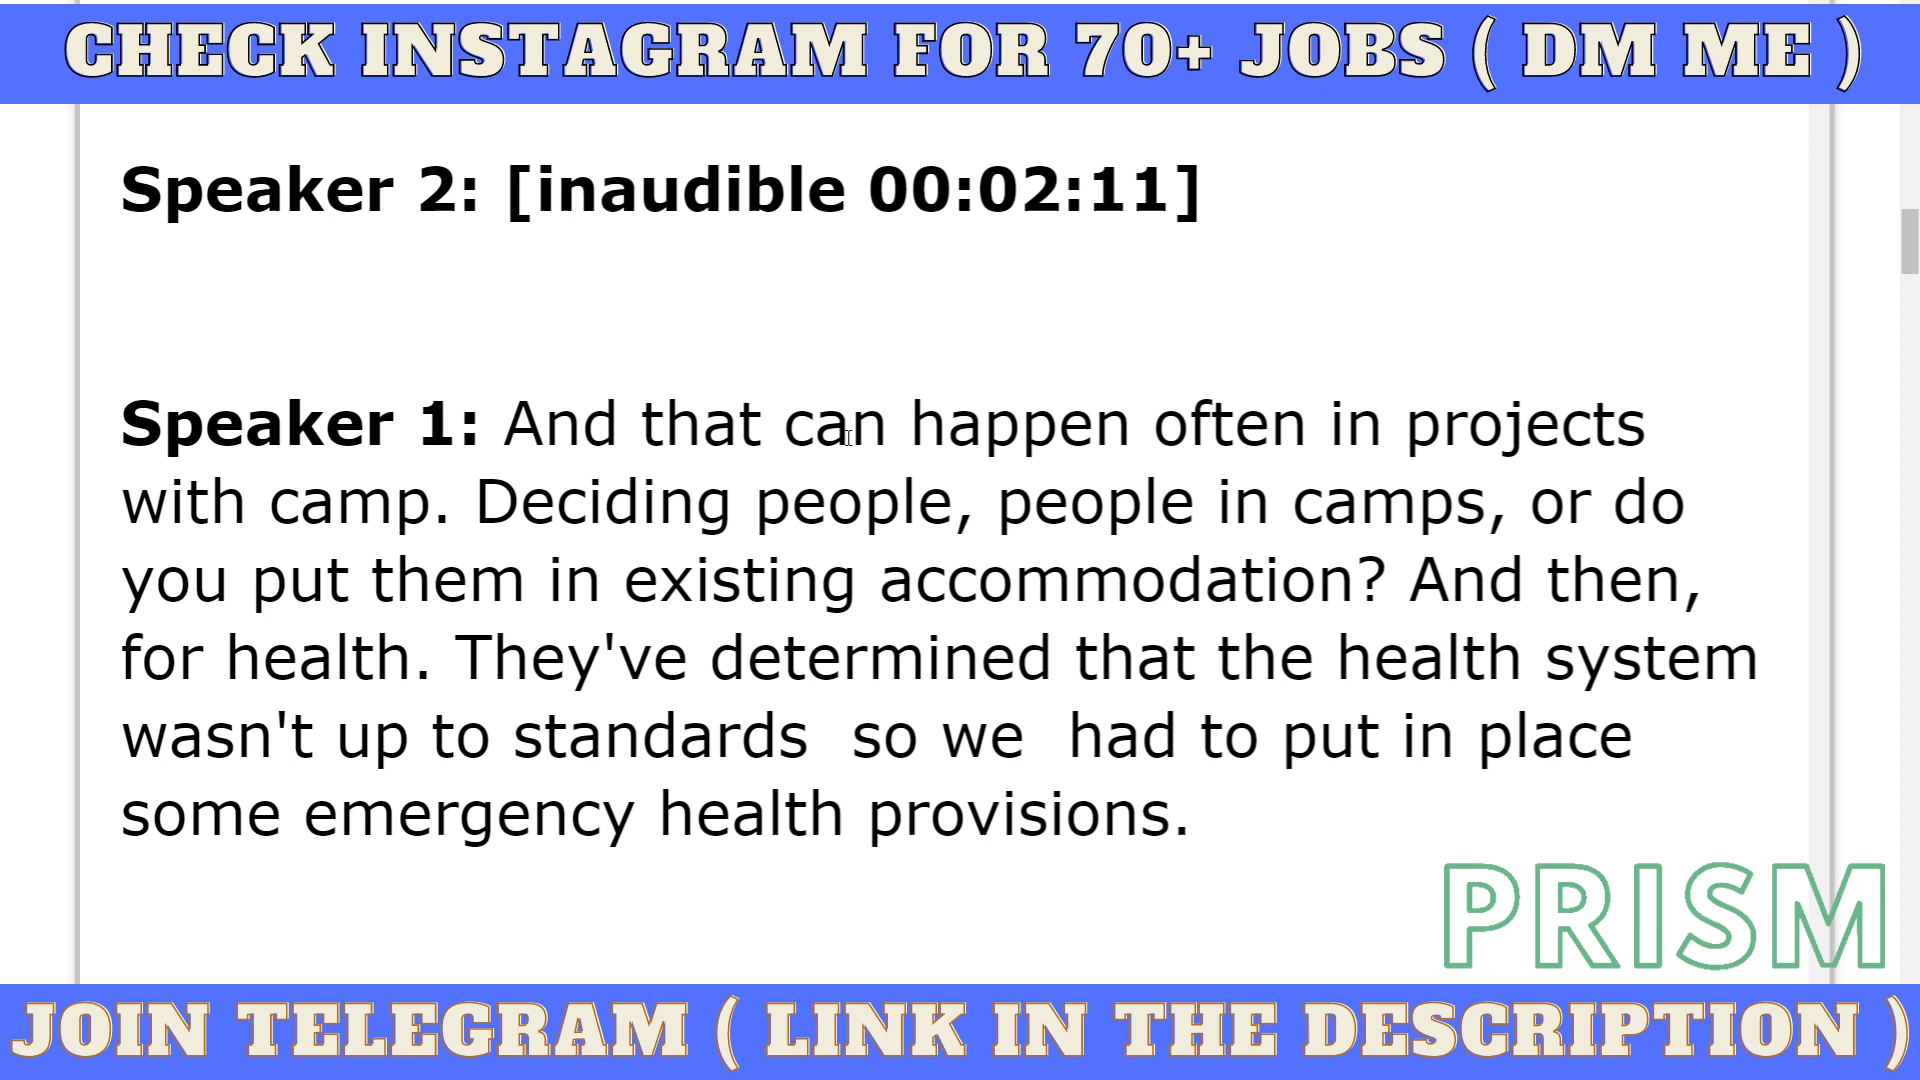 CHECK INSTAGRAM FOR 70+ JOBS ( DM ME )
Speaker 2: [inaudible 00:02:11]
Speaker 1: And that can happen often in projects
with camp. Deciding people, people in camps, or do
you put them in existing accommodation? And then,
for health. They've determined that the health system
wasn't up to standards  so we  had to put in place
some emergency health provisions.
PRISM
JOIN TELEGRAM ( LINK IN THE DESCRIPTION )